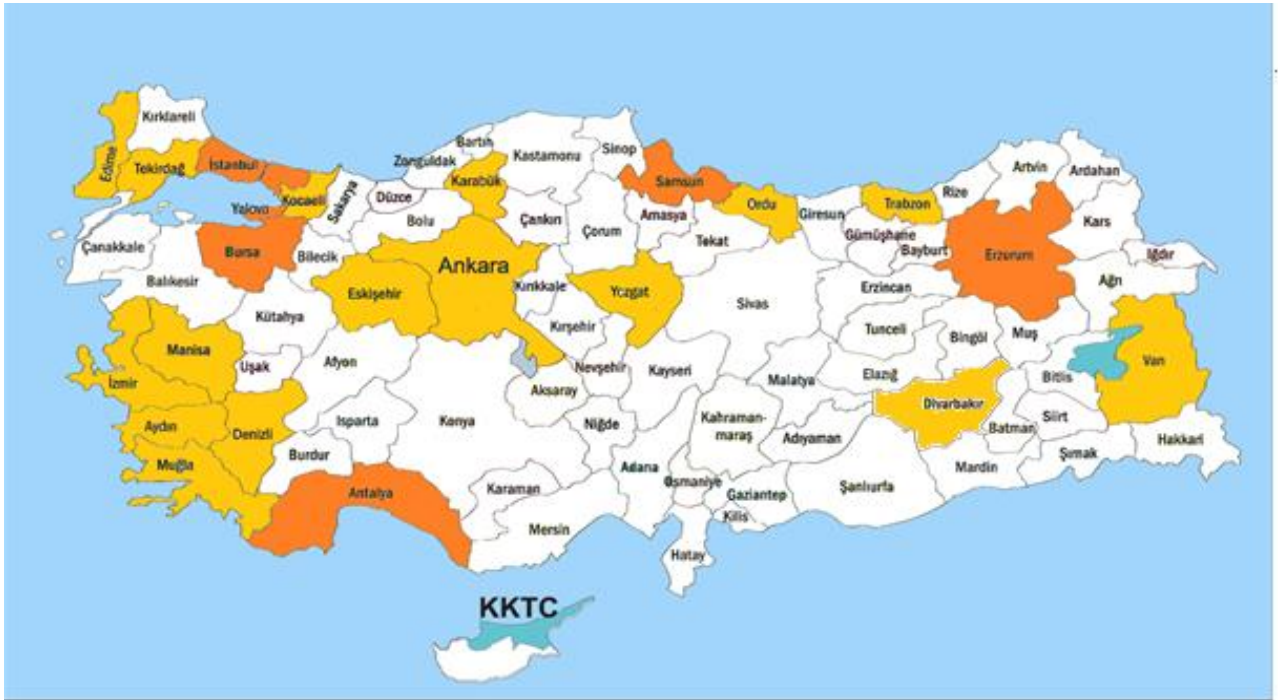 Kırklareli
Edirne
Tekirdağ
İstanbul
Kocaeli
Yalova
Sakarya
Düzce
Zonguldak
Bartın
Karabük
Kastamonu
Sinop
Samsun
Ordu
Giresun
Trabzon
Rize
Artvin
Ardahan
Kars
Iğdır
Çanakkale
Balıkesir
Bursa
Bilecik
Bolu
Çankırı
Çorum
Amasya
Tekat
Gümüşhane
Bayburt
Erzurum
Ağrı
Kütahya
Eskişehir
Ankara
Kırıkkale
Yczgat
Sivas
Erzincan
Tunceli
Bingöl
Muş
Van
Manisa
Uşak
Afyon
Kırşehir
Nevşehir
Kayseri
Malatya
Elazığ
Bitlis
İzmir
Aksaray
Aydın
Denizli
Isparta
Konya
Niğde
Kahraman-
maraş
Adıyaman
Divarbakır
Batman
Siirt
Şırnak
Hakkari
Muğla
Burdur
Antalya
Karaman
Mersin
Adana
Osmaniye
Gaziantep
Kilis
Şanlıurfa
Mardin
Hatay
KKTC